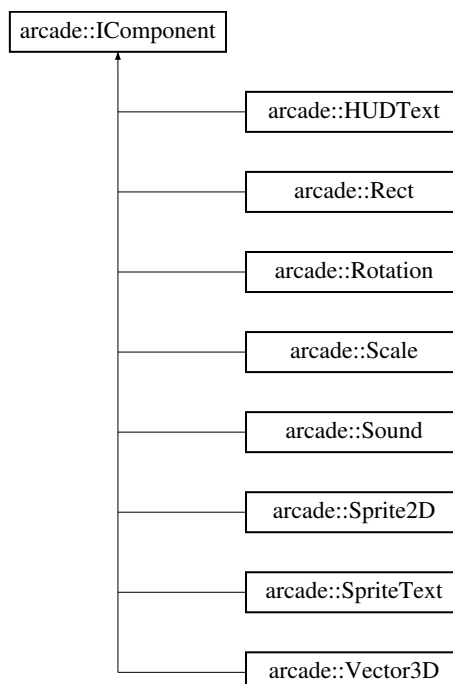 arcade::IComponent
arcade::HUDText
arcade::Rect
arcade::Rotation
arcade::Scale
arcade::Sound
arcade::Sprite2D
arcade::SpriteText
arcade::Vector3D